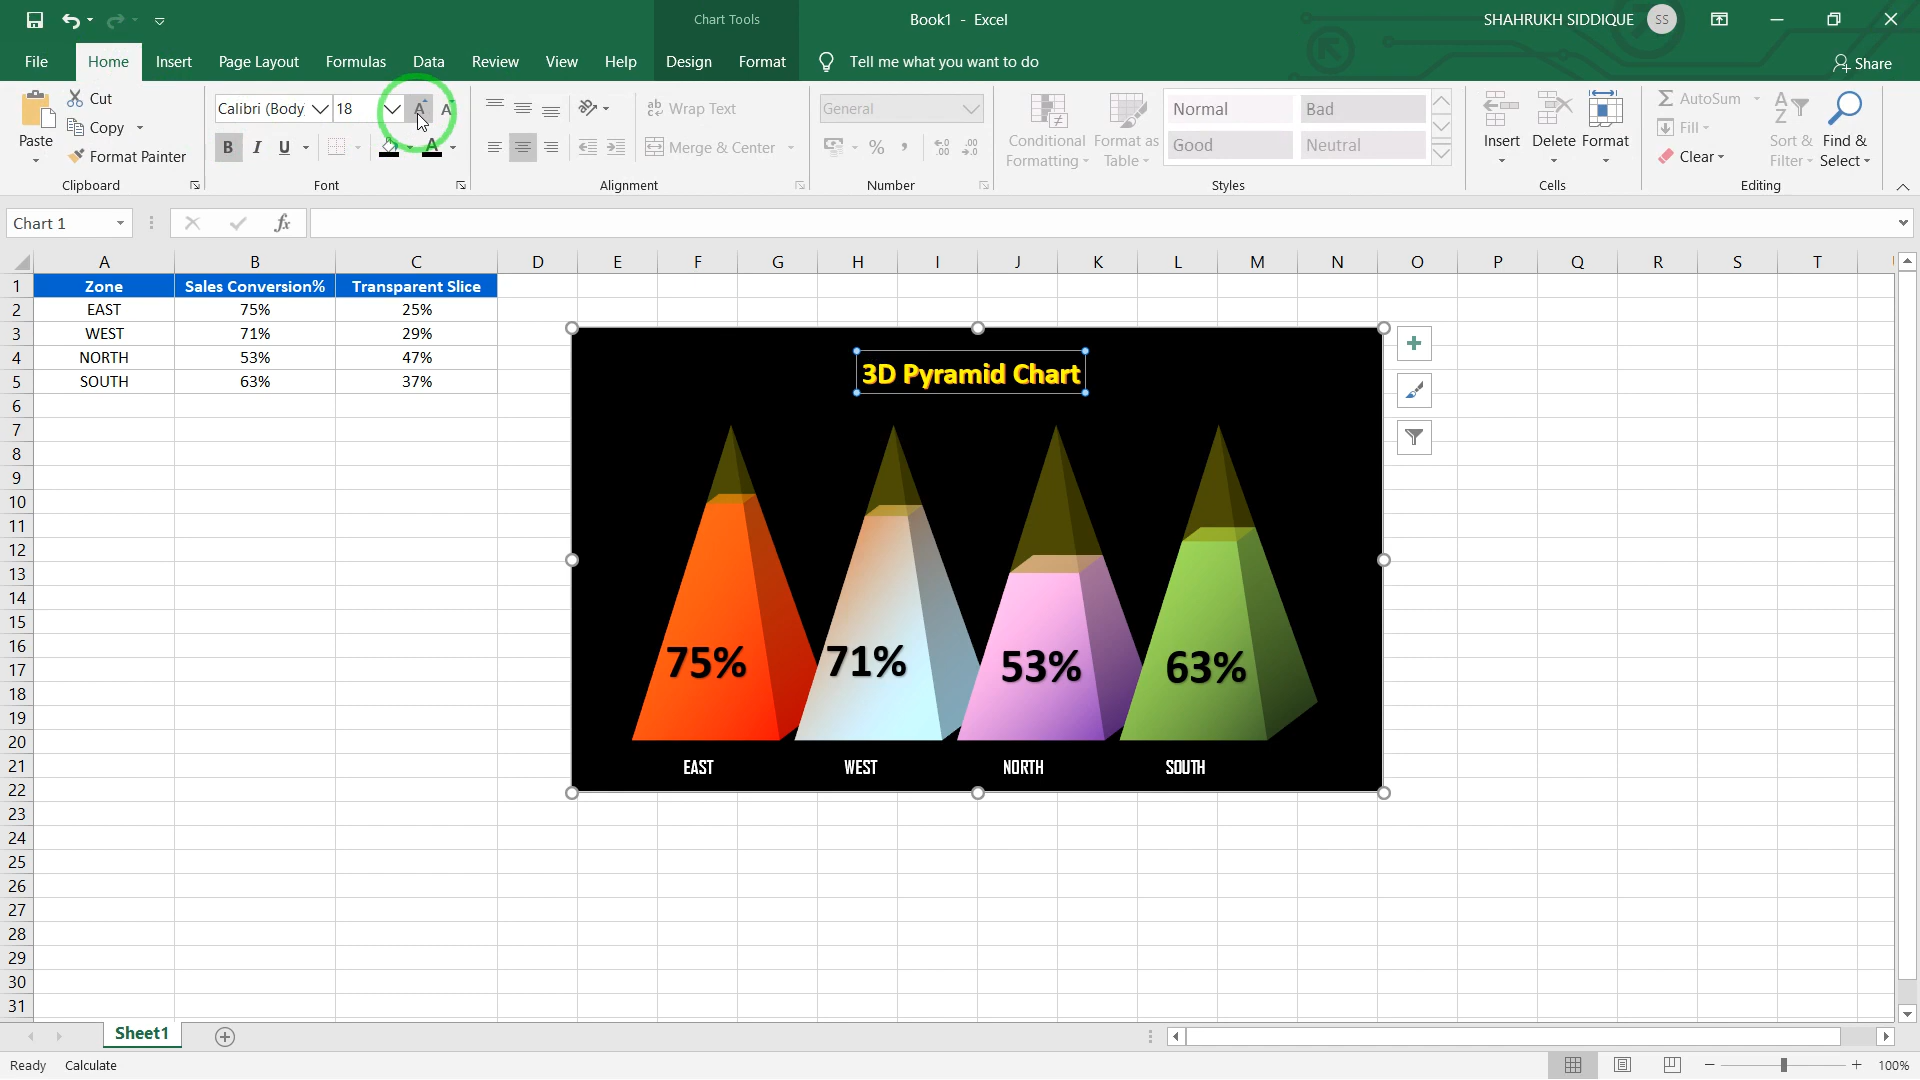 Chart Tools
Book1 - Excel
SHAHRUKH SIDDIQUE SS
File Home Insert Page Layout Formulas Data Review View Help Design Format Tell me what you want to do Share
Paste
Cut
Copy
Format Painter
Clipboard
Calibri (Body 18 A A
B I U A
Font
Wrap Text
Merge & Center
Alignment
General
%
Number
Conditional Formatting
Format as Table
Normal Bad
Good Neutral
Styles
Insert Delete Format
Cells
AutoSum
Fill
Clear
Sort & Filter
Find & Select
Editing
Chart 1 fx
A B C D E F G H I J K L M N O P Q R S T
1 Zone Sales Conversion% Transparent Slice
2 EAST 75% 25%
3 WEST 71% 29%
4 NORTH 53% 47%
5 SOUTH 63% 37%
6
7
8
9
10
11
12
13
14
15
16
17
18
19
20
21
22
23
24
25
26
27
28
29
30
31
3D Pyramid Chart
75% 71% 53% 63%
EAST WEST NORTH SOUTH
Sheet1
Ready Calculate 100%